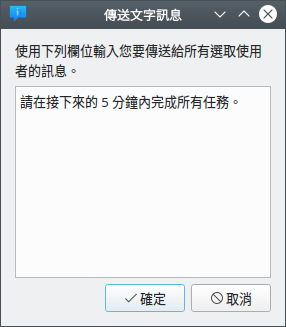 傳送文字訊息
使用下列欄位輸入您要傳送給所有選取使用
者的訊息。
請在接下來的 5 分鐘內完成所有任務。
確定
取消